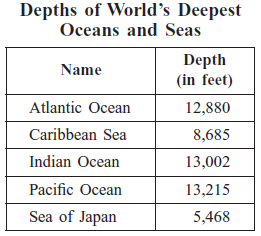 Depths of World's Deepest
Oceans and Seas
Name Depth
(in feet)
Atlantic Ocean 12,880
Caribbean Sea 8,685
Indian Ocean 13,002
Pacific Ocean 13,215
Sea of Japan 5,468